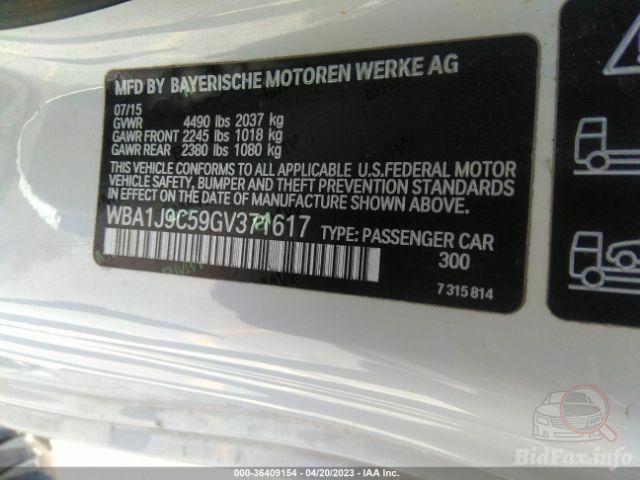 MFD BY BAYERISCHE MOTOREN WERKE AG
07/15
GVWR 4490 lbs 2037 kg
GAWR FRONT 2245 lbs 1018 kg
GAWR REAR 2380 lbs 1080 kg
THIS VEHICLE CONFORMS TO ALL APPLICABLE U.S.FEDERAL MOTOR
VEHICLE SAFETY, BUMPER AND THEFT PREVENTION STANDARDS
IN EFFECT ON THE DATE OF MANUFACTURE SHOWN ABOVE.
WBA1J9C59GV371617 TYPE: PASSENGER CAR
300
7 315 814
BidFax.info
000-36409154 - 04/20/2023 - IAA Inc.